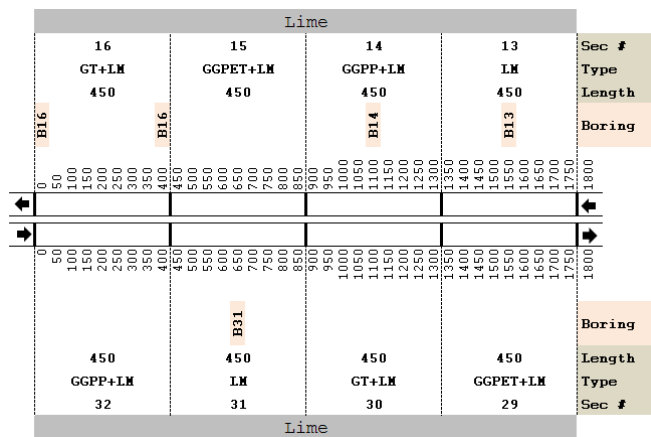 Lime
16 15 14 13 Sec #
GT+LM GGPET+LM GGPP+LM LM Type
450 450 450 450 Length
B16 B16 B14 B13 Boring
0 50 100 150 200 250 300 350 400 450 500 550 600 650 700 750 800 850 900 950 1000 1050 1100 1150 1200 1250 1300 1350 1400 1450 1500 1550 1600 1650 1700 1750 1800
0 50 100 150 200 250 300 350 400 450 500 550 600 650 700 750 800 850 900 950 1000 1050 1100 1150 1200 1250 1300 1350 1400 1450 1500 1550 1600 1650 1700 1750 1800
B31 Boring
450 450 450 450 Length
GGPP+LM LM GT+LM GGPET+LM Type
32 31 30 29 Sec #
Lime